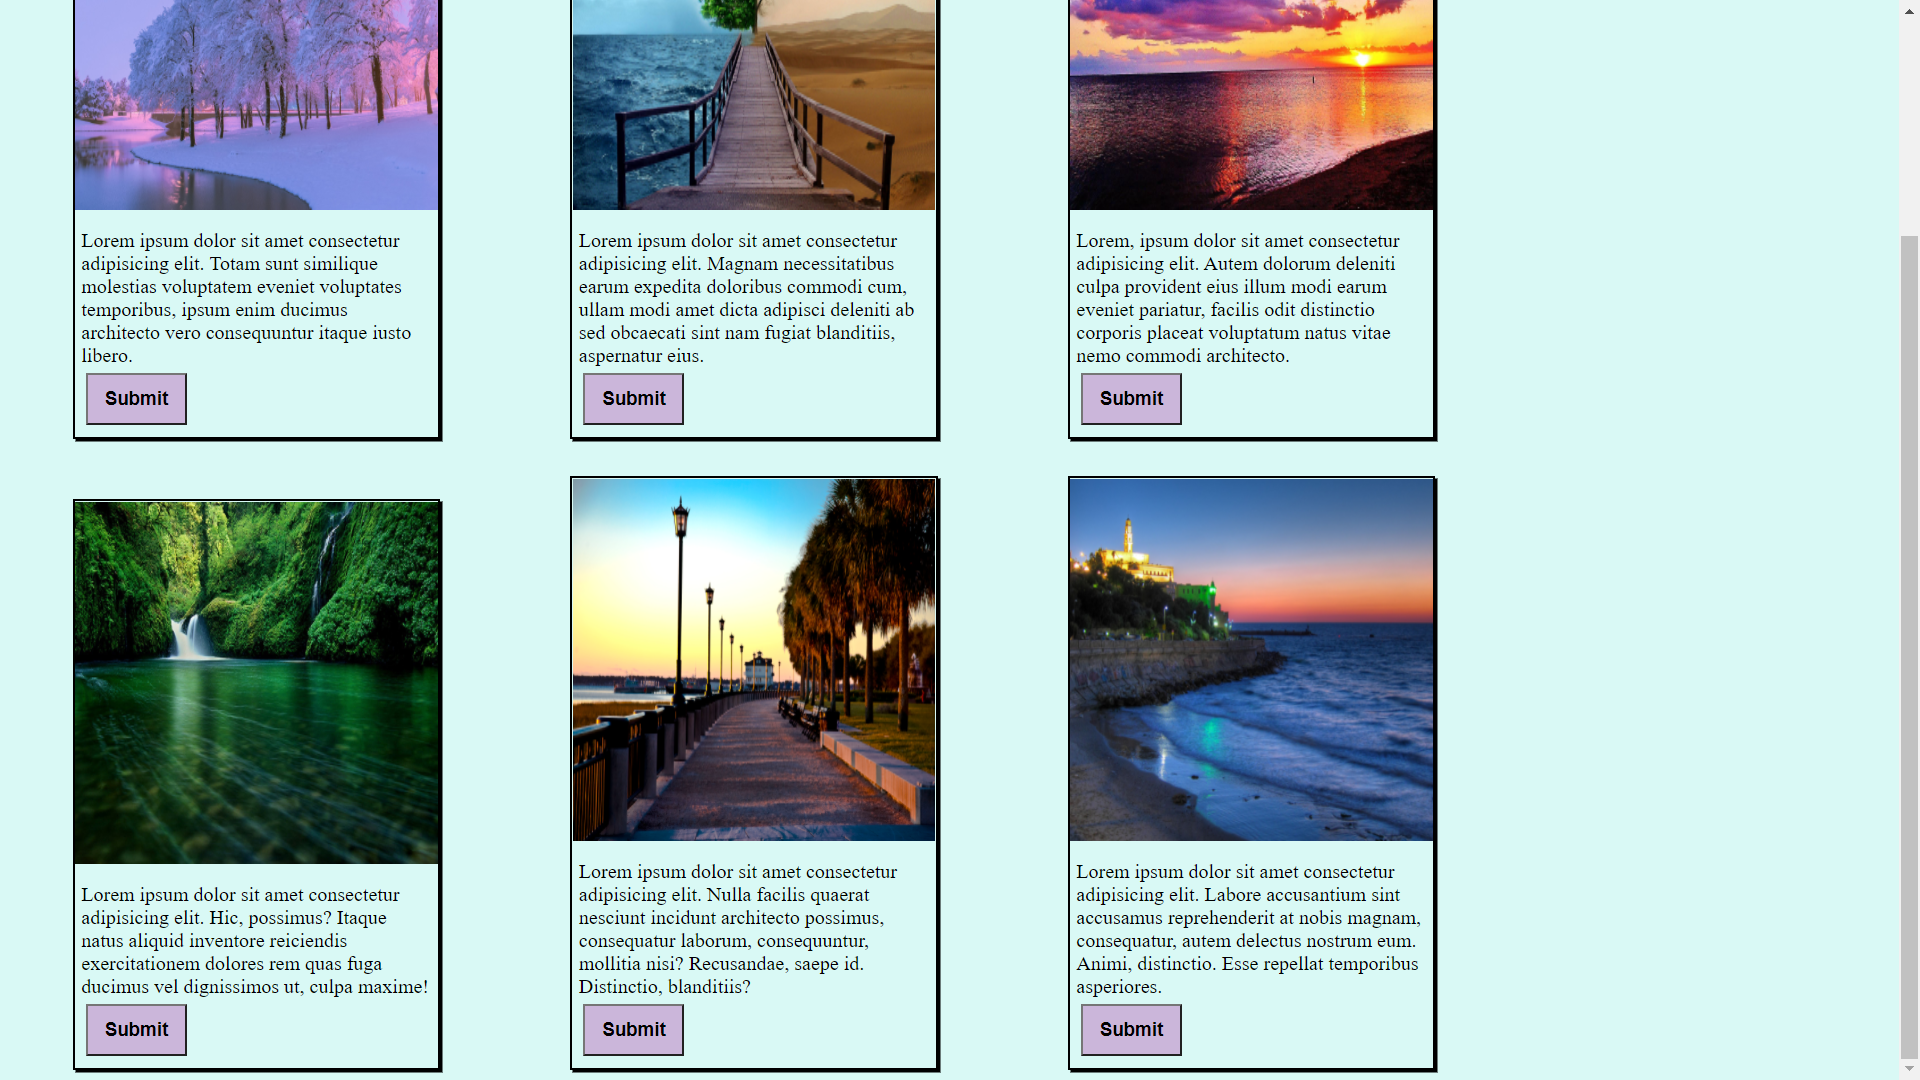 Lorem ipsum dolor sit amet consectetur
adipisicing elit. Totam sunt similique
molestias voluptatem eveniet voluptates
temporibus, ipsum enim ducimus
architecto vero consequuntur itaque iusto
libero.
Submit
Lorem ipsum dolor sit amet consectetur
adipisicing elit. Magnam necessitatibus
earum expedita doloribus commodi cum,
ullam modi amet dicta adipisci deleniti ab
sed obcaecati sint nam fugiat blanditiis,
aspernatur eius.
Submit
Lorem, ipsum dolor sit amet consectetur
adipisicing elit. Autem dolorum deleniti
culpa provident eius illum modi earum
eveniet pariatur, facilis odit distinctio
corporis placeat voluptatum natus vitae
nemo commodi architecto.
Submit
Lorem ipsum dolor sit amet consectetur
adipisicing elit. Hic, possimus? Itaque
natus aliquid inventore reiciendis
exercitationem dolores rem quas fuga
ducimus vel dignissimos ut, culpa maxime!
Submit
Lorem ipsum dolor sit amet consectetur
adipisicing elit. Nulla facilis quaerat
nesciunt incidunt architecto possimus,
consequatur laborum, consequuntur,
mollitia nisi? Recusandae, saepe id.
Distinctio, blanditiis?
Submit
Lorem ipsum dolor sit amet consectetur
adipisicing elit. Labore accusantium sint
accusamus reprehenderit at nobis magnam,
consequatur, autem delectus nostrum eum.
Animi, distinctio. Esse repellat temporibus
asperiores.
Submit